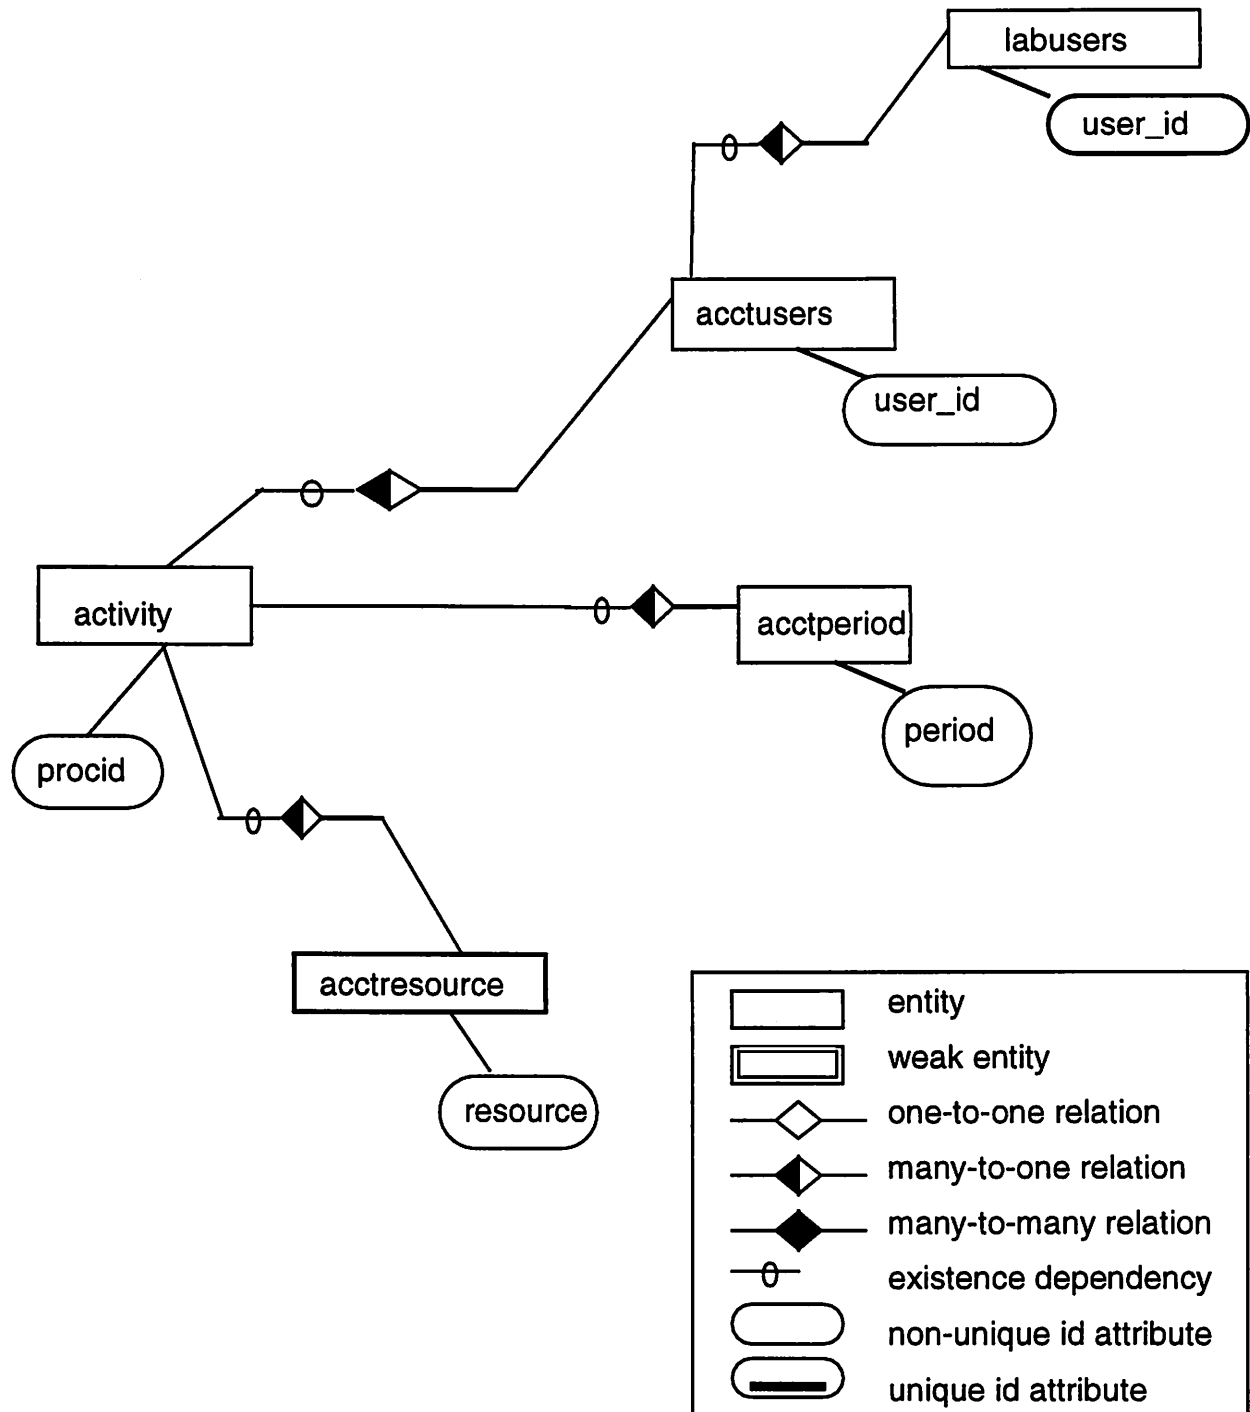 labusers
user_id
acctusers
user_id
activity
acctperiod
period
procid
acctresource
resource
entity
weak entity
one-to-one relation
many-to-one relation
many-to-many relation
existence dependency
non-unique id attribute
unique id attribute